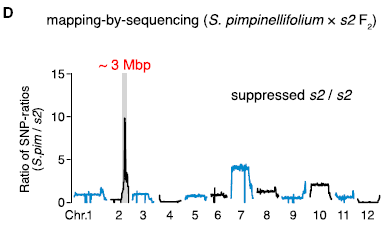 D
mapping-by-sequencing (S. pimpinellifolium × s2 F2)
~ 3 Mbp
suppressed s2 / s2
Ratio of SNP-ratios
(S.pim / s2)
15
10
5
0
Chr.1 2 3 4 5 6 7 8 9 10 11 12